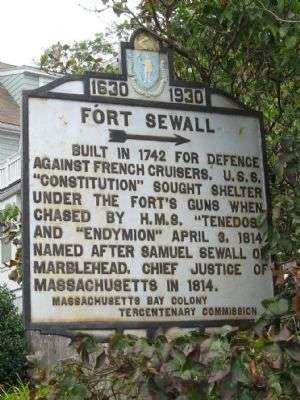 1630 1930
FORT SEWALL
BUILT IN 1742 FOR DEFENCE
AGAINST FRENCH CRUISERS. U.S.S.
"CONSTITUTION" SOUGHT SHELTER
UNDER THE FORT'S GUNS WHEN
CHASED BY H.M.S. "TENEDOS"
AND "ENDYMION" APRIL 3, 1814
NAMED AFTER SAMUEL SEWALL OF
MARBLEHEAD, CHIEF JUSTICE OF
MASSACHUSETTS IN 1814.
MASSACHUSETTS BAY COLONY
TERCENTENARY COMMISSION